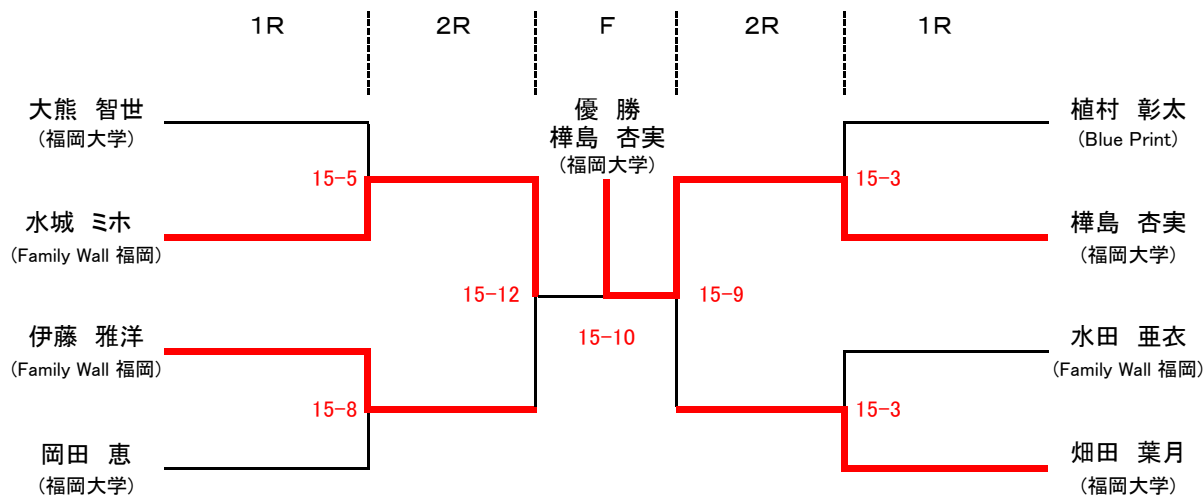 1R 2R F 2R 1R
大熊 智世
(福岡大学)
15-5
水城 ミホ
(Family Wall 福岡)
15-12
伊藤 雅洋
(Family Wall 福岡)
15-8
岡田 恵
(福岡大学)
優 勝
樺島 杏実
(福岡大学)
15-10
植村 彰太
(Blue Print)
15-3
樺島 杏実
(福岡大学)
15-9
水田 亜衣
(Family Wall 福岡)
15-3
畑田 葉月
(福岡大学)